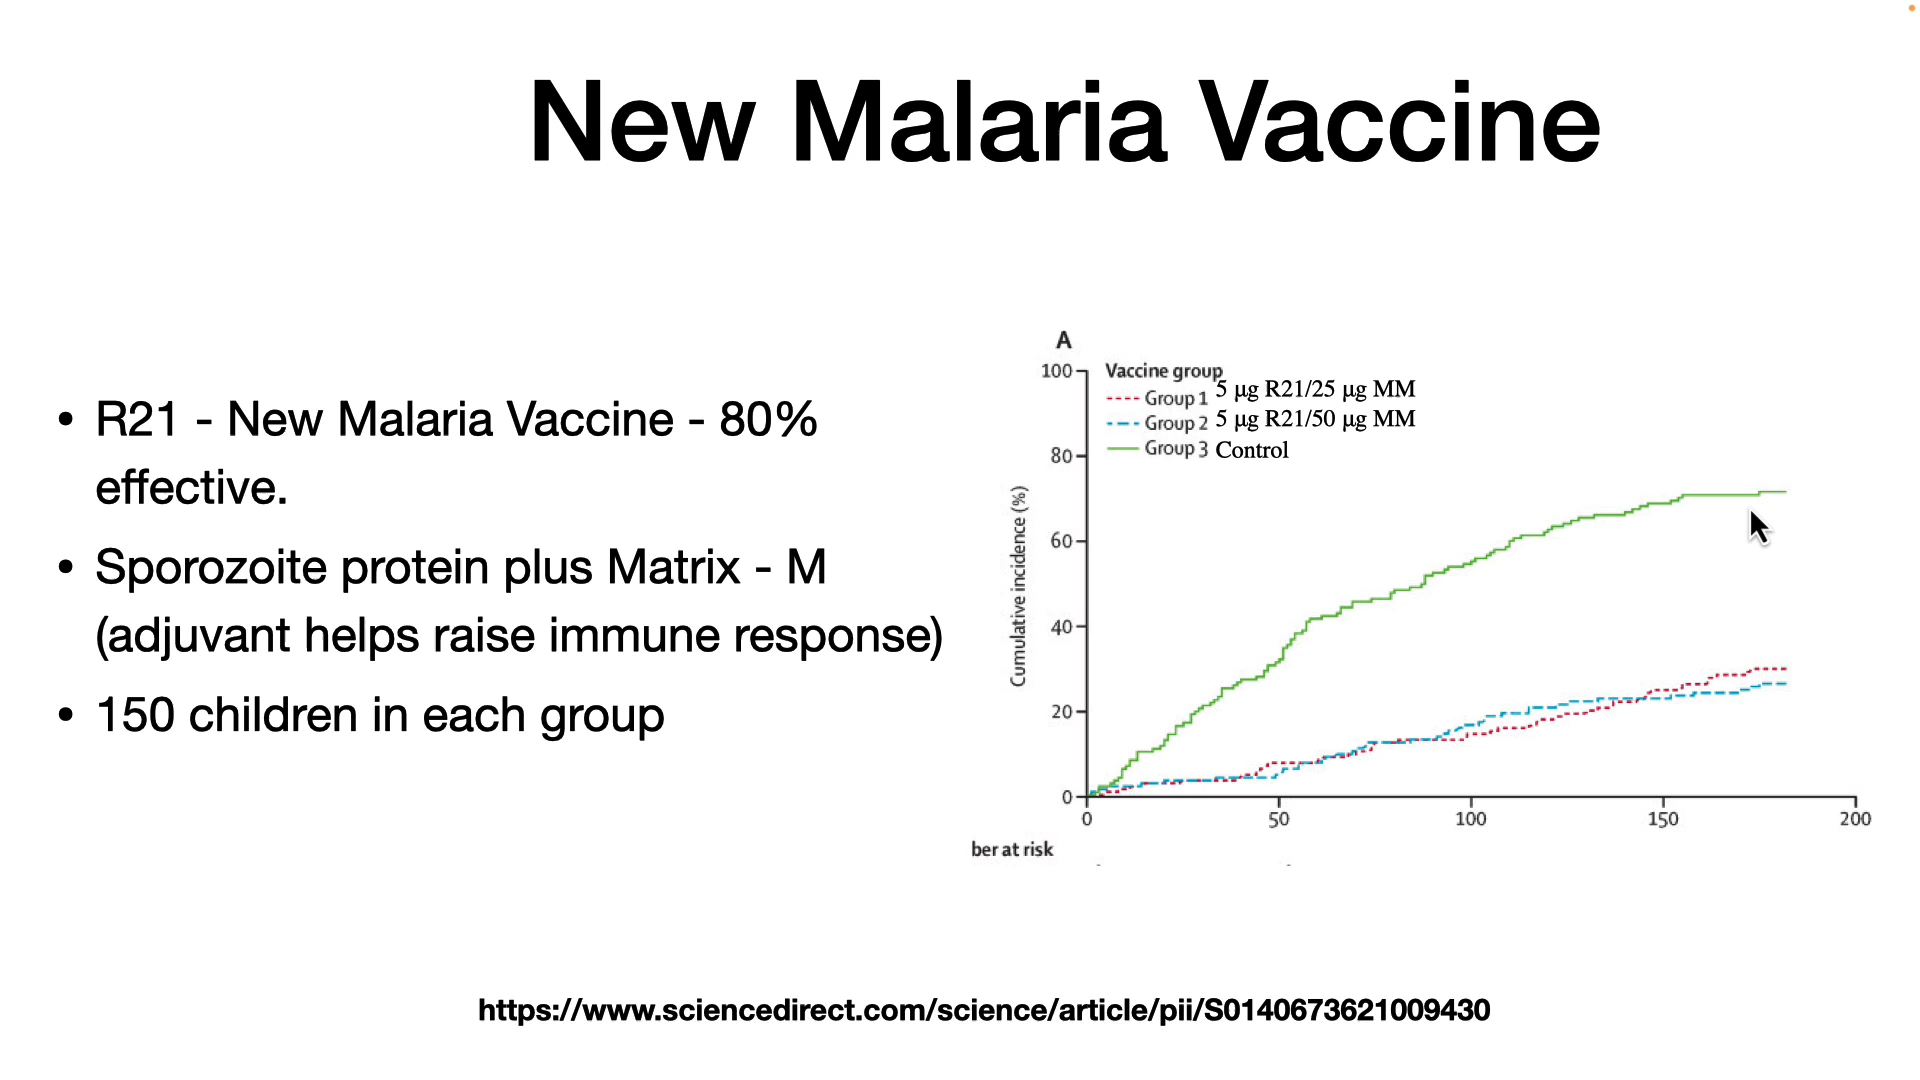 New Malaria Vaccine
• R21 - New Malaria Vaccine - 80%
effective.
• Sporozoite protein plus Matrix - M
(adjuvant helps raise immune response)
• 150 children in each group
A
Vaccine group
Group 1 5 μg R21/25 μg MM
Group 2 5 μg R21/50 μg MM
Group 3 Control
Cumulative incidence (%)
100
80
60
40
20
0
0 50 100 150 200
ber at risk
https://www.sciencedirect.com/science/article/pii/S0140673621009430